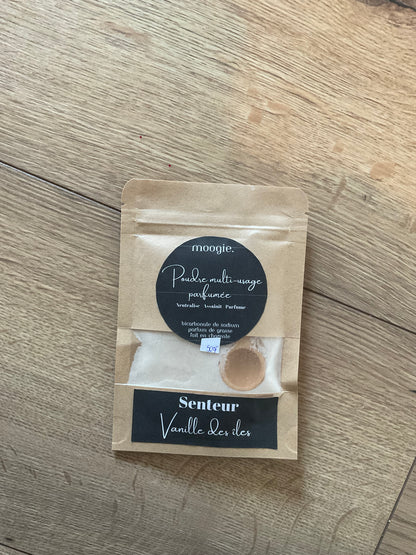 moogie.
Poudre multi-usage
parfumée
Neutralise Assainit Parfume
bicarbonate de sodium
parfum de grasse
fait en charente
Senteur
Vanille des îles